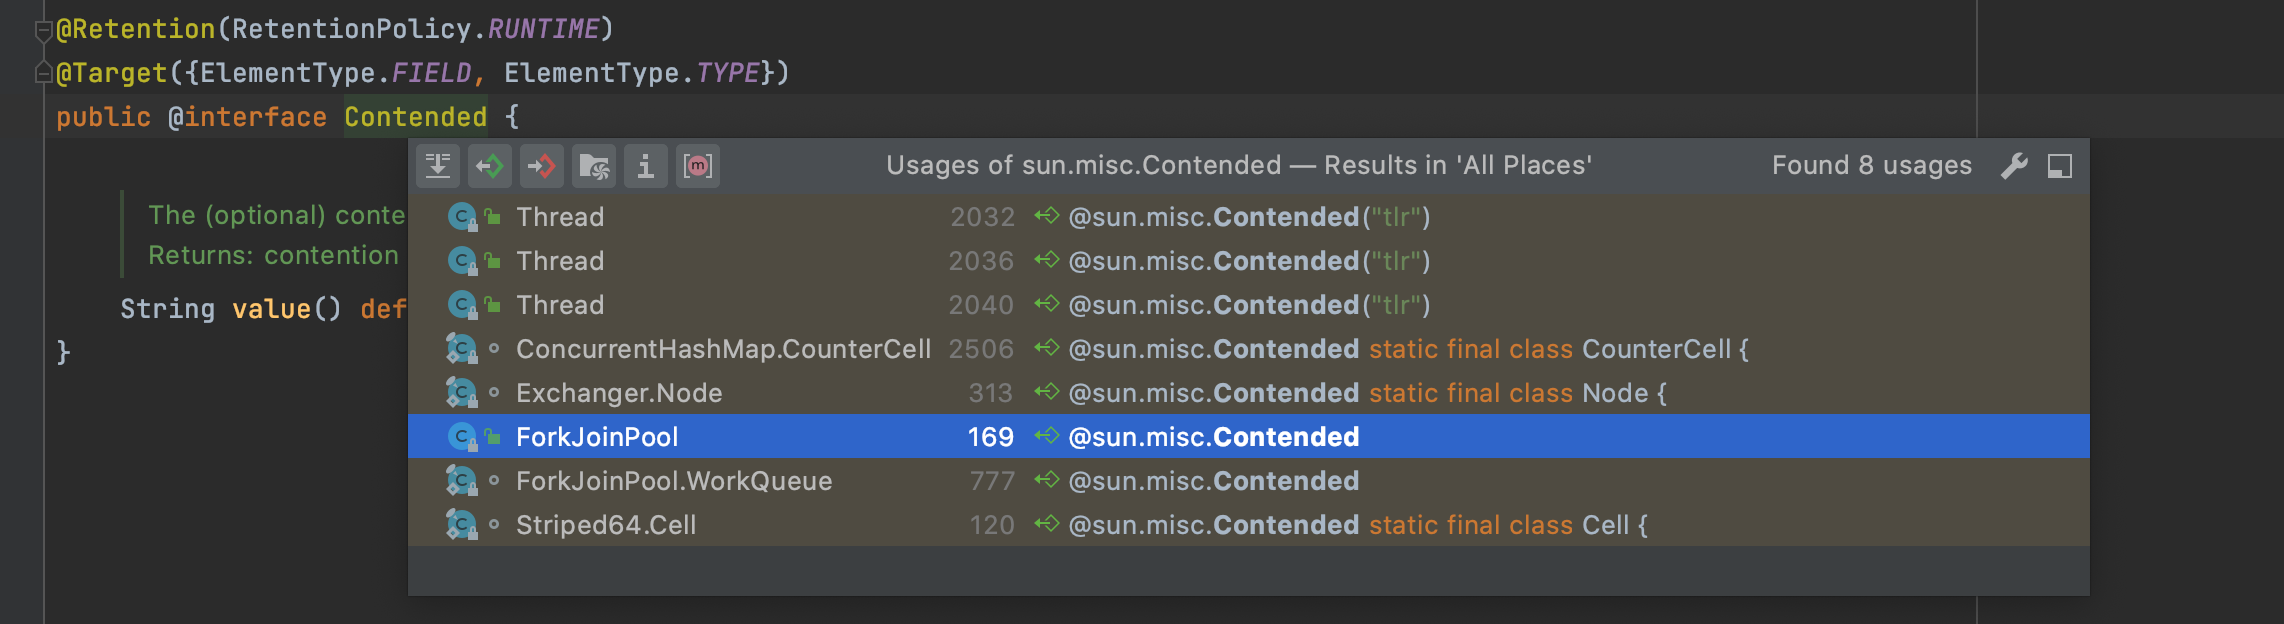 @Retention(RetentionPolicy.RUNTIME)
@Target({ElementType.FIELD, ElementType.TYPE})
public @interface Contended {
The (optional) conte
Returns: contention
String value() def
}
Usages of sun.misc.Contended — Results in 'All Places' Found 8 usages
Thread 2032 @sun.misc.Contended("tlr")
Thread 2036 @sun.misc.Contended("tlr")
Thread 2040 @sun.misc.Contended("tlr")
ConcurrentHashMap.CounterCell 2506 @sun.misc.Contended static final class CounterCell {
Exchanger.Node 313 @sun.misc.Contended static final class Node {
ForkJoinPool 169 @sun.misc.Contended
ForkJoinPool.WorkQueue 777 @sun.misc.Contended
Striped64.Cell 120 @sun.misc.Contended static final class Cell {